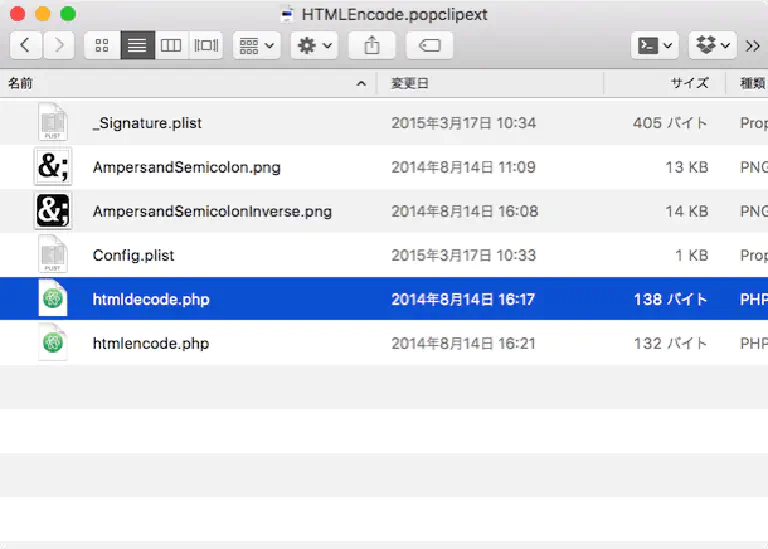 HTMLEncode.popclipext
名前 変更日 サイズ 種類
_Signature.plist 2015年3月17日 10:34 405 バイト Prop
AmpersandSemicolon.png 2014年8月14日 11:09 13 KB PNG
AmpersandSemicolonInverse.png 2014年8月14日 16:08 14 KB PNG
Config.plist 2015年3月17日 10:33 1 KB Prop
htmldecode.php 2014年8月14日 16:17 138 バイト PHP
htmlencode.php 2014年8月14日 16:21 132 バイト PHP